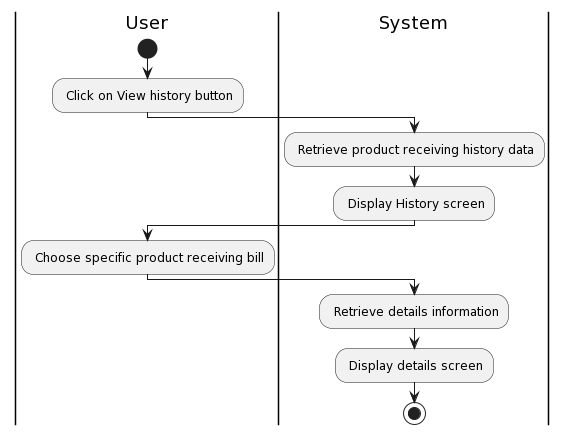 User
System
Click on View history button
Retrieve product receiving history data
Display History screen
Choose specific product receiving bill
Retrieve details information
Display details screen